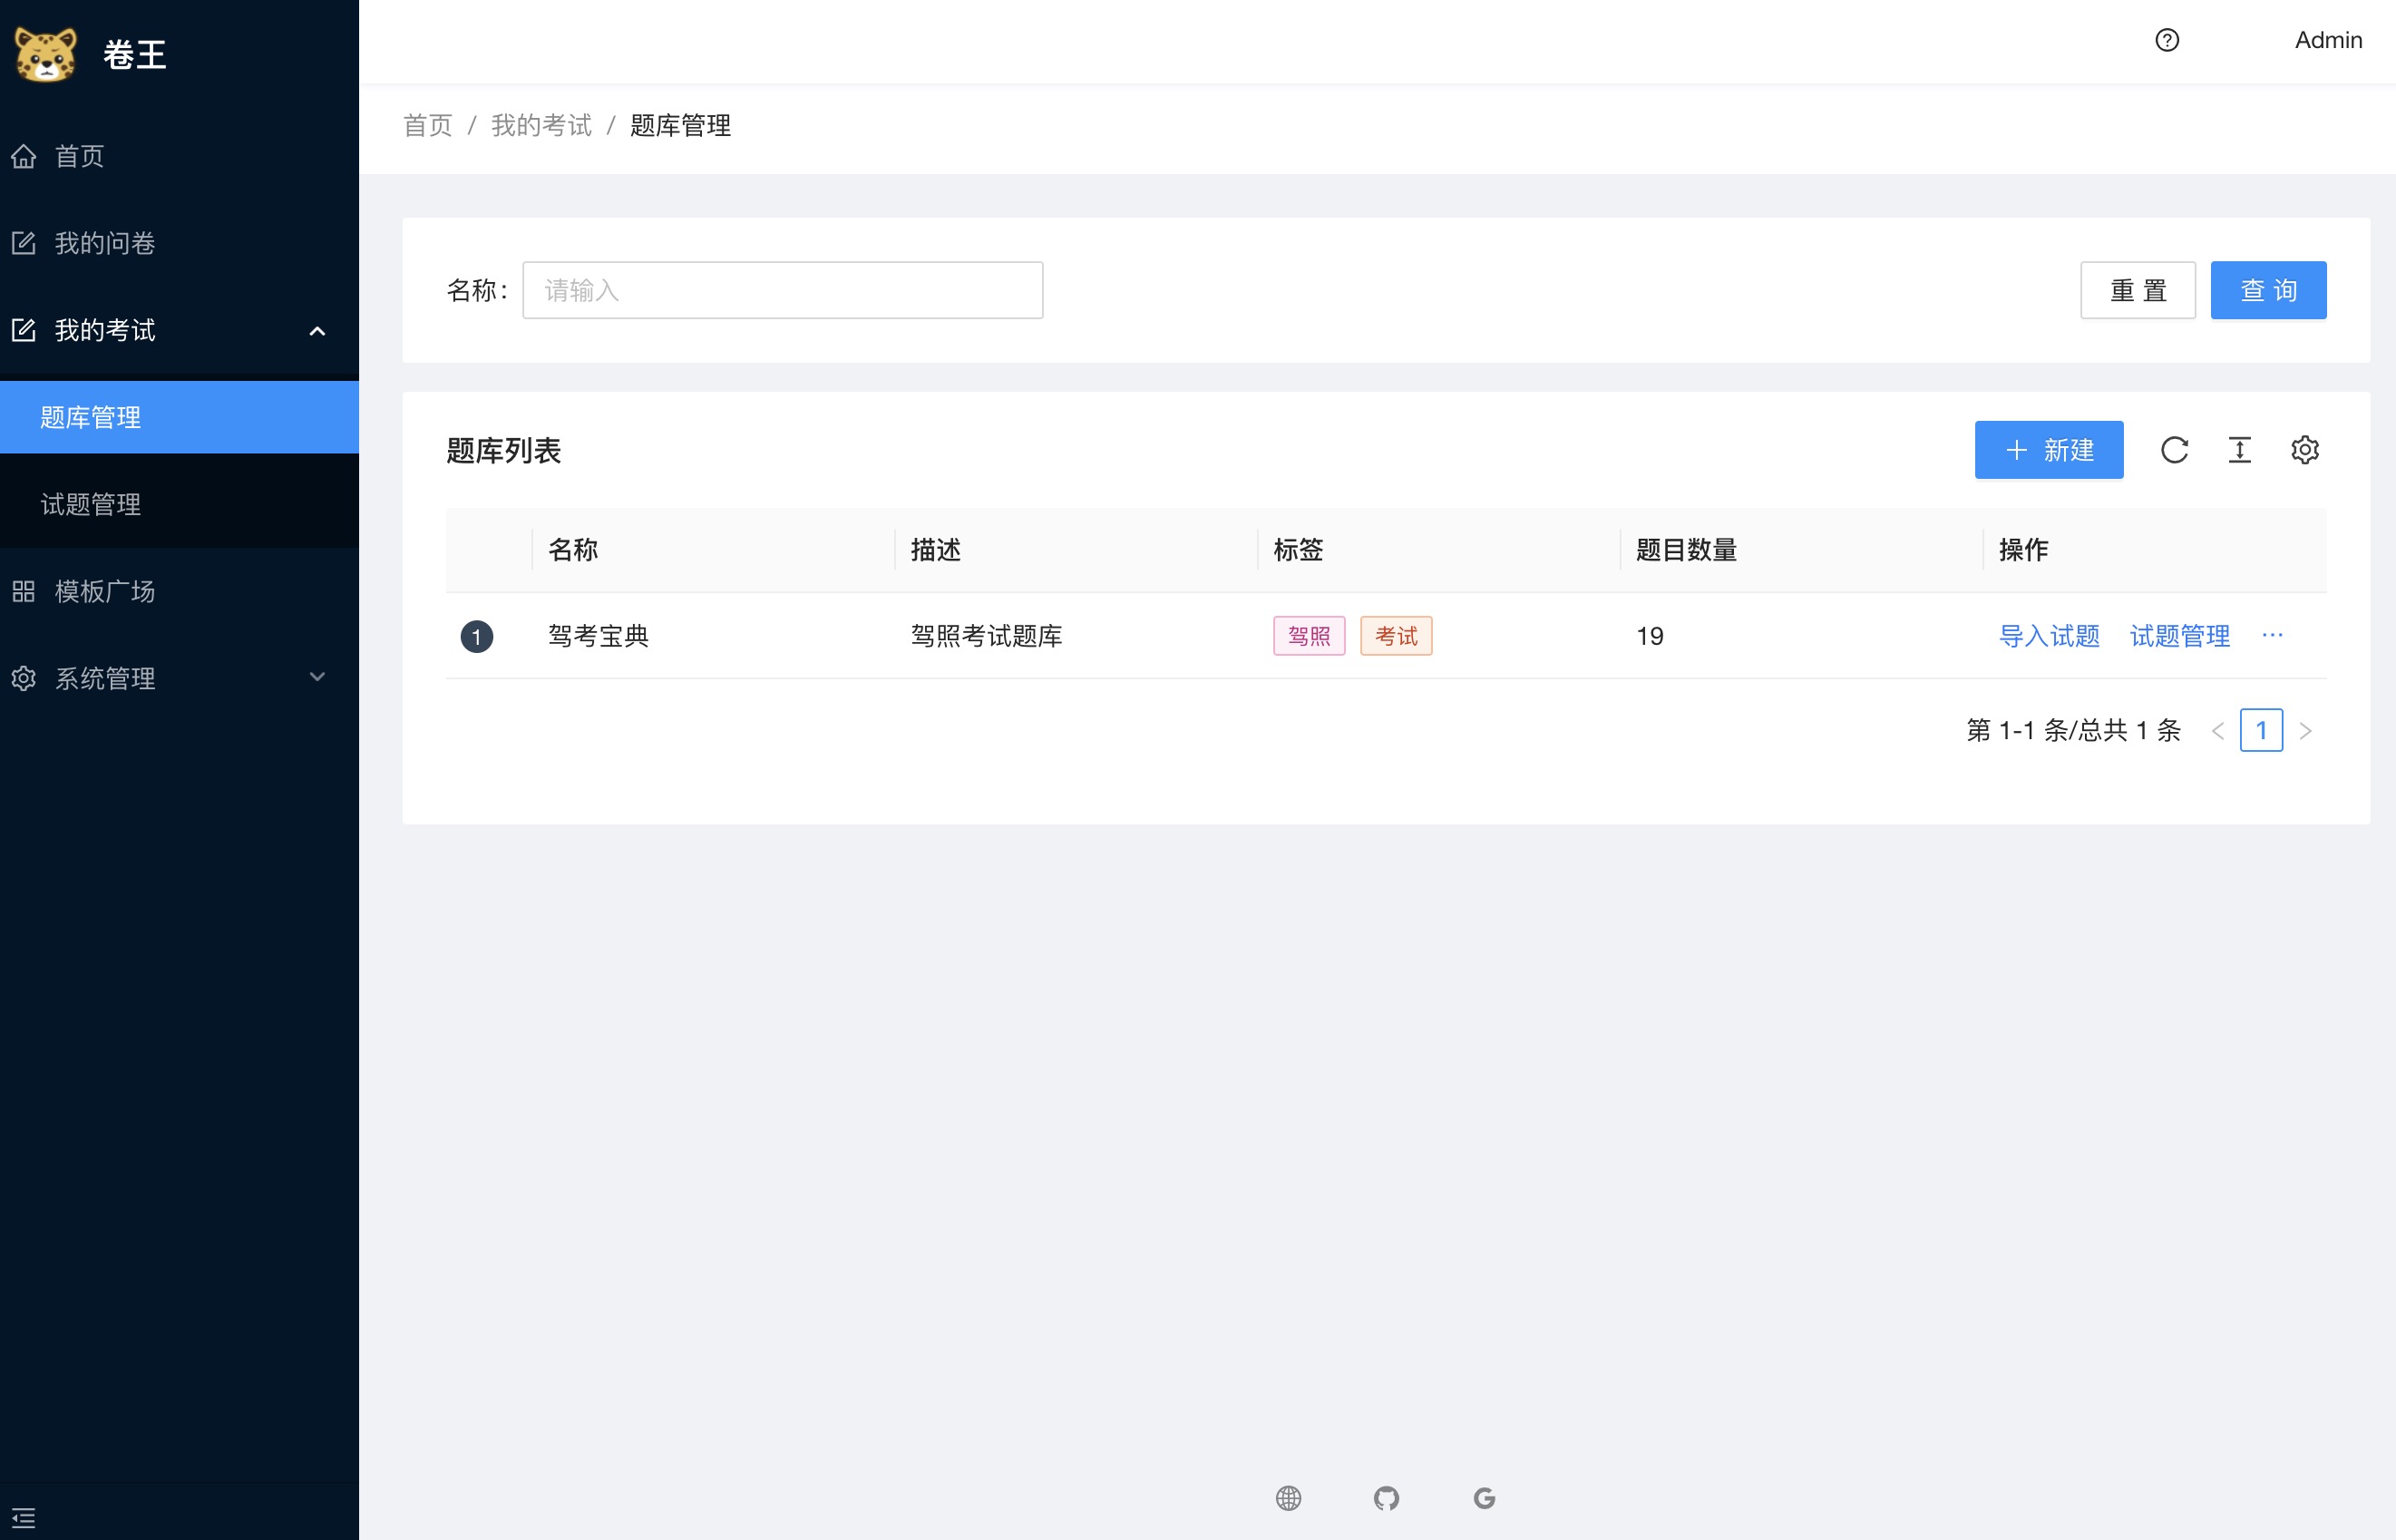 卷王
首页
我的问卷
我的考试
题库管理
试题管理
模板广场
系统管理
Admin
首页 / 我的考试 / 题库管理
名称： 请输入 重 置 查 询
题库列表 新建
名称 描述 标签 题目数量 操作
1 驾考宝典 驾照考试题库 驾照 考试 19 导入试题 试题管理 ···
第 1-1 条/总共 1 条 < 1 >